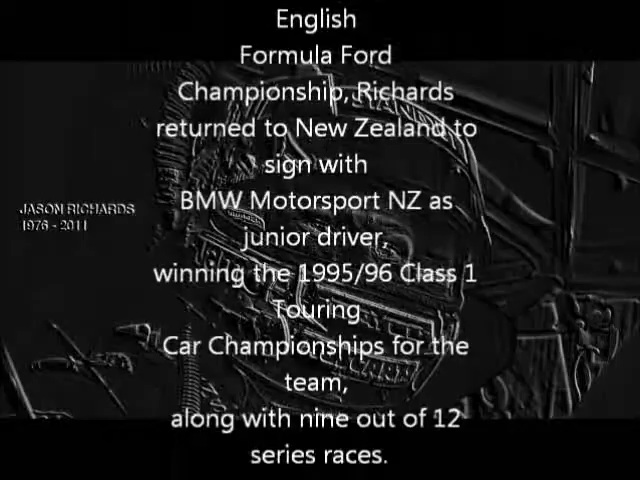 English
Formula Ford
Championship, Richards
returned to New Zealand to
sign with
BMW Motorsport NZ as
junior driver,
winning the 1995/96 Class 1
Touring
Car Championships for the
team,
along with nine out of 12
series races.
JASON RICHARDS
1976 - 2011